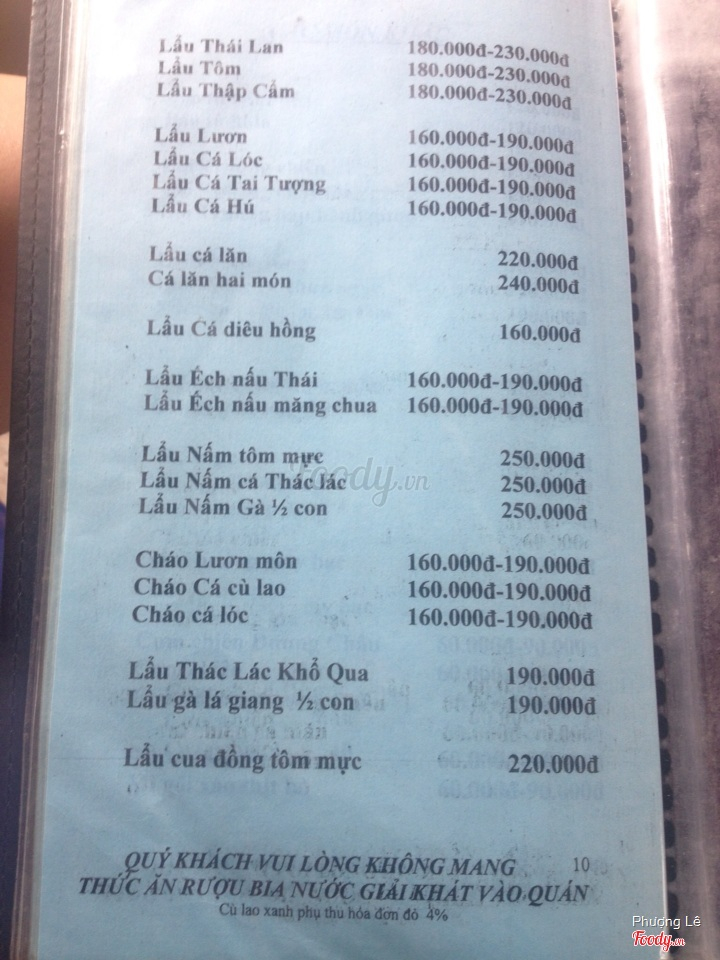 Lẩu Thái Lan 180.000đ-230.000đ
Lẩu Tôm 180.000đ-230.000đ
Lẩu Thập Cẩm 180.000đ-230.000đ
Lẩu Lươn 160.000đ-190.000đ
Lẩu Cá Lóc 160.000đ-190.000đ
Lẩu Cá Tai Tượng 160.000đ-190.000đ
Lẩu Cá Hú 160.000đ-190.000đ
Lẩu cá lăn 220.000đ
Cá lăn hai món 240.000đ
Lẩu Cá diêu hồng 160.000đ
Lẩu Ếch nấu Thái 160.000đ-190.000đ
Lẩu Ếch nấu măng chua 160.000đ-190.000đ
Lẩu Nấm tôm mực 250.000đ
Lẩu Nấm cá Thác lác 250.000đ
Foody.vn
Lẩu Nấm Gà ½ con 250.000đ
Cháo Lươn môn 160.000đ-190.000đ
Cháo Cá cù lao 160.000đ-190.000đ
Cháo cá lóc 160.000đ-190.000đ
Lẩu Thác Lác Khổ Qua 190.000đ
Lẩu gà lá giang ½ con 190.000đ
Lẩu cua đồng tôm mực 220.000đ
QUÝ KHÁCH VUI LÒNG KHÔNG MANG 10
THỨC ĂN RƯỢU BIA NƯỚC GIẢI KHÁT VÀO QUÁN
Cù lao xanh phụ thu hóa đơn đỏ 4%
Phượng Lê
Foody.vn